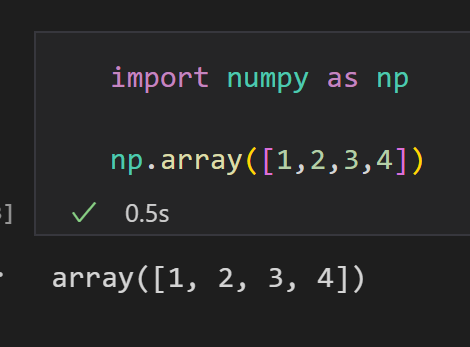 import numpy as np
np.array([1,2,3,4])
]
0.5s
array([1, 2, 3, 4])